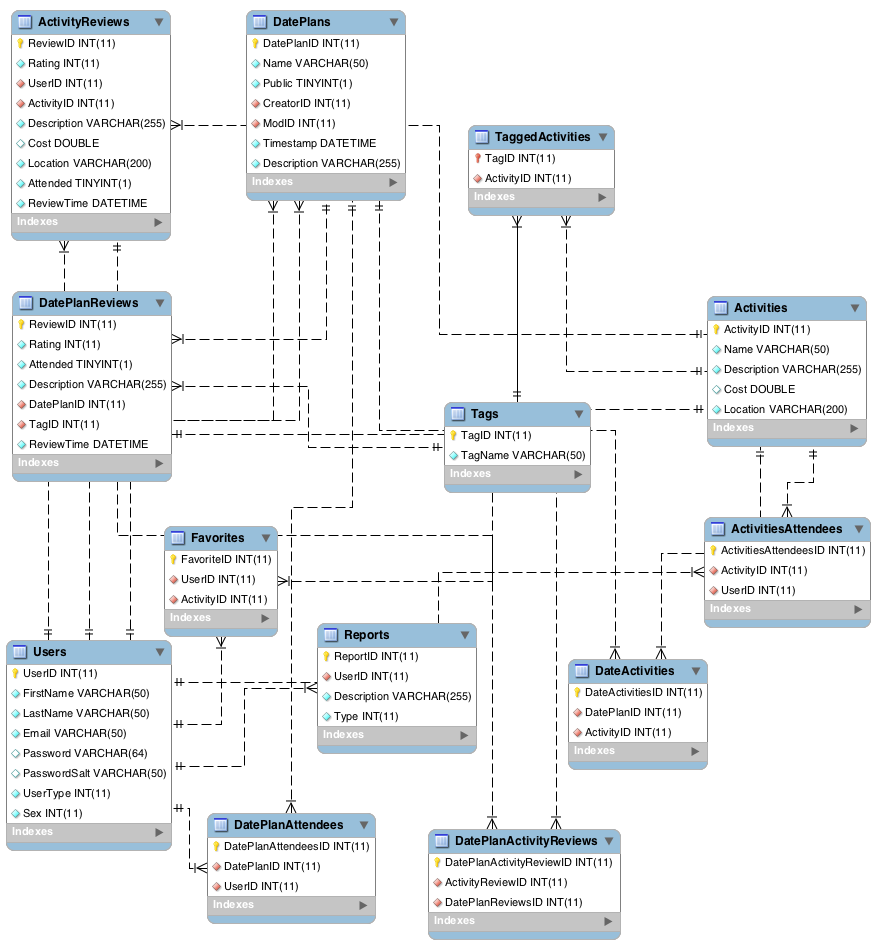 ActivityReviews
ReviewID INT(11)
Rating INT(11)
UserID INT(11)
ActivityID INT(11)
Description VARCHAR(255)
Cost DOUBLE
Location VARCHAR(200)
Attended TINYINT(1)
ReviewTime DATETIME
Indexes
DatePlans
DatePlanID INT(11)
Name VARCHAR(50)
Public TINYINT(1)
CreatorID INT(11)
ModID INT(11)
Timestamp DATETIME
Description VARCHAR(255)
Indexes
TaggedActivities
TagID INT(11)
ActivityID INT(11)
Indexes
DatePlanReviews
ReviewID INT(11)
Rating INT(11)
Attended TINYINT(1)
Description VARCHAR(255)
DatePlanID INT(11)
TagID INT(11)
ReviewTime DATETIME
Indexes
Activities
ActivityID INT(11)
Name VARCHAR(50)
Description VARCHAR(255)
Cost DOUBLE
Location VARCHAR(200)
Indexes
Tags
TagID INT(11)
TagName VARCHAR(50)
Indexes
Favorites
FavoriteID INT(11)
UserID INT(11)
ActivityID INT(11)
Indexes
ActivitiesAttendees
ActivitiesAttendeesID INT(11)
ActivityID INT(11)
UserID INT(11)
Indexes
Users
UserID INT(11)
FirstName VARCHAR(50)
LastName VARCHAR(50)
Email VARCHAR(50)
Password VARCHAR(64)
PasswordSalt VARCHAR(50)
UserType INT(11)
Sex INT(11)
Indexes
Reports
ReportID INT(11)
UserID INT(11)
Description VARCHAR(255)
Type INT(11)
Indexes
DateActivities
DateActivitiesID INT(11)
DatePlanID INT(11)
ActivityID INT(11)
Indexes
DatePlanAttendees
DatePlanAttendeesID INT(11)
DatePlanID INT(11)
UserID INT(11)
Indexes
DatePlanActivityReviews
DatePlanActivityReviewID INT(11)
ActivityReviewID INT(11)
DatePlanReviewsID INT(11)
Indexes